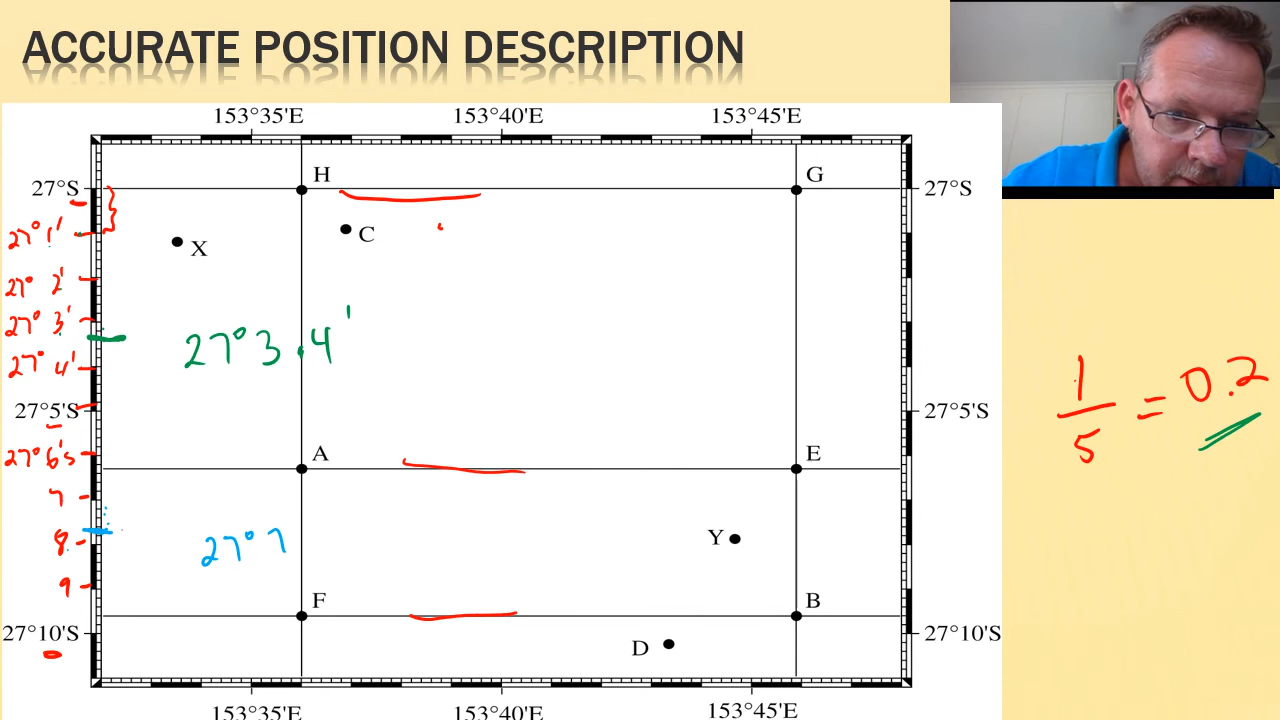 ACCURATE POSITION DESCRIPTION
153°35'E 153°40'E 153°45'E
H G
27°S 27°S
27°1'
X C
27° 2'
27° 3'
27°3.4'
27° 4'
1/5 = 0.2
27°5'S 27°5'S
27°6's A E
7
8 27°7 Y
9
F B
27°10'S 27°10'S
D
153°35'E 153°40'E 153°45'E